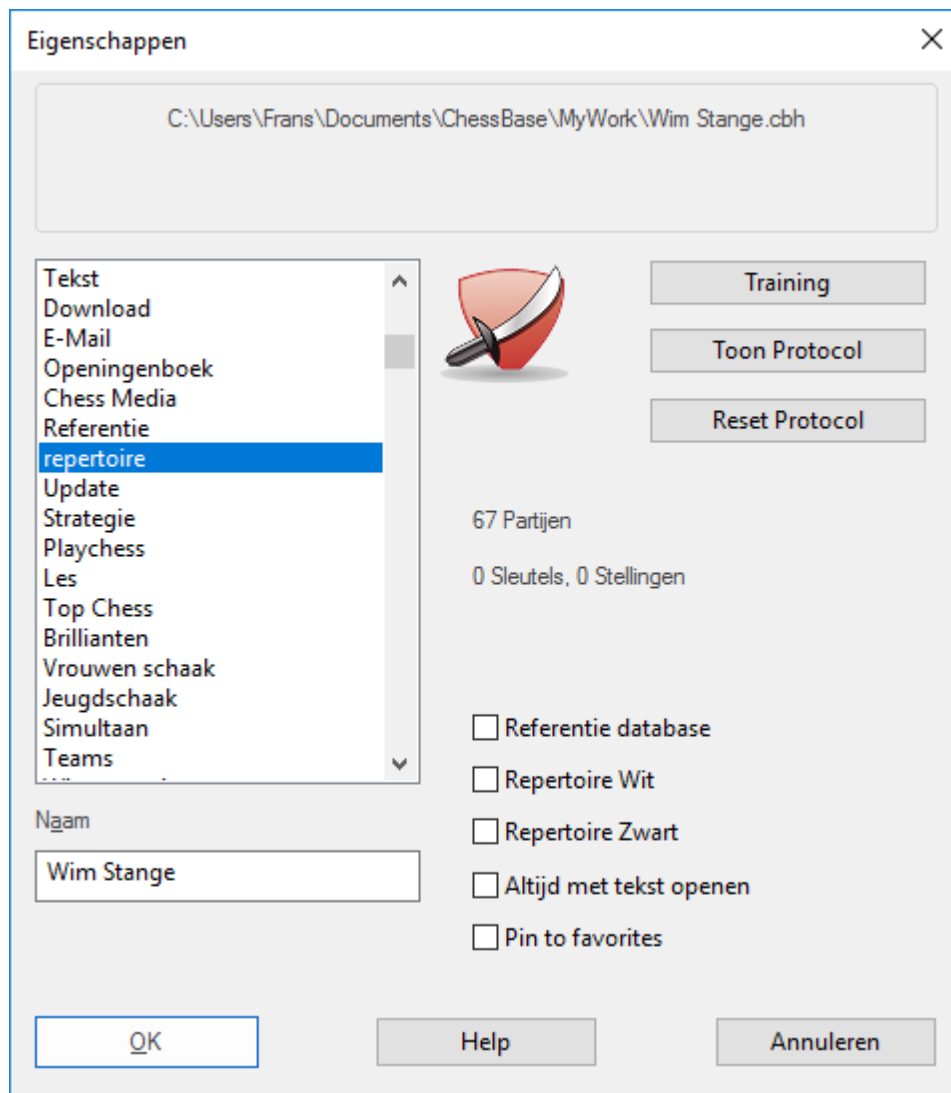 Eigenschappen
C:\Users\Frans\Documents\ChessBase\MyWork\Wim Stange.cbh
Tekst
Download
E-Mail
Openingenboek
Chess Media
Referentie
repertoire
Update
Strategie
Playchess
Les
Top Chess
Brillianten
Vrouwen schaak
Jeugdschaak
Simultaan
Teams
Naam
Wim Stange
Training
Toon Protocol
Reset Protocol
67 Partijen
0 Sleutels, 0 Stellingen
Referentie database
Repertoire Wit
Repertoire Zwart
Altijd met tekst openen
Pin to favorites
OK
Help
Annuleren